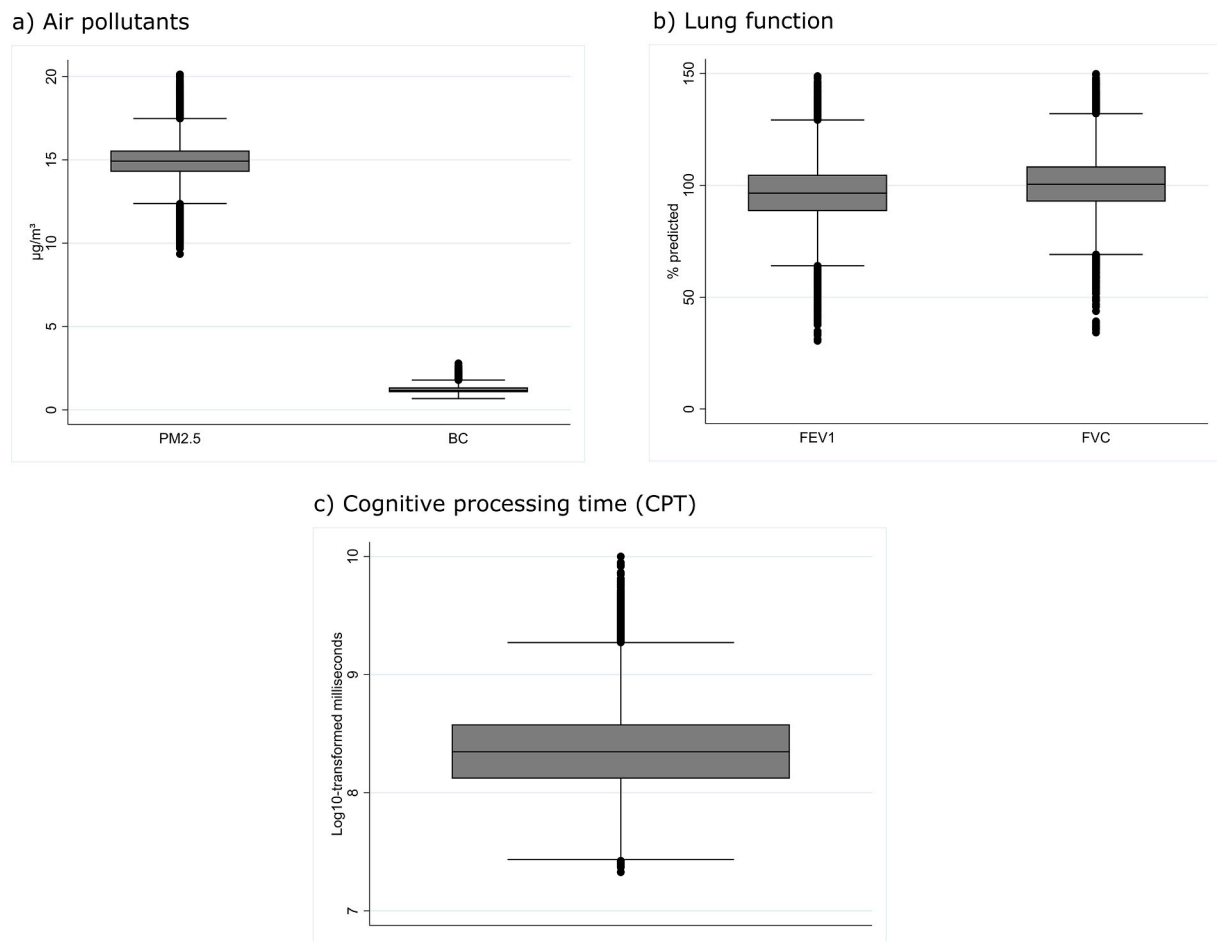 a) Air pollutants
20
15
10
5
0
µg/m³
PM2.5
BC
b) Lung function
150
100
50
0
% predicted
FEV1
FVC
c) Cognitive processing time (CPT)
10
9
8
7
Log10-transformed milliseconds